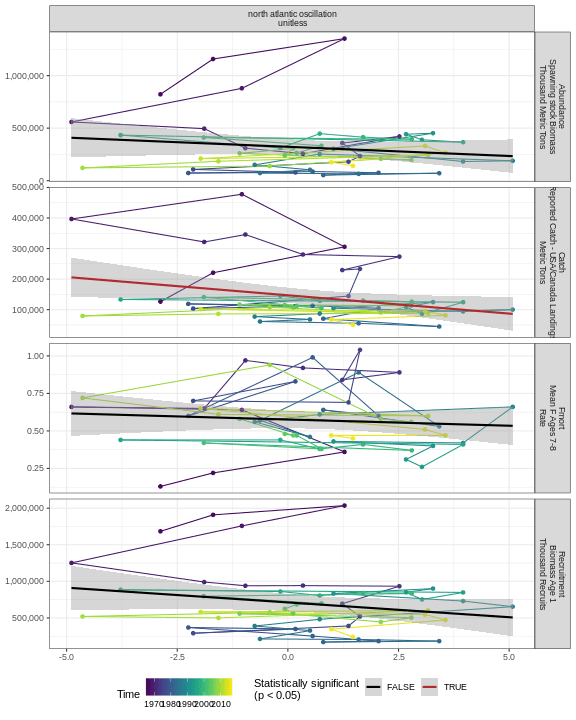 north atlantic oscillation
unitless
1,000,000
500,000
0
Abundance
Spawning stock Biomass
Thousand Metric Tons
500,000
400,000
300,000
200,000
100,000
Catch
Reported Catch - USA/Canada Landings
Metric Tons
1.00
0.75
0.50
0.25
Fmort
Mean F Ages 7-8
Rate
2,000,000
1,500,000
1,000,000
500,000
Recruitment
Biomass Age 1
Thousand Recruits
-5.0 -2.5 0.0 2.5 5.0
Time
1970 1980 1990 2000 2010
Statistically significant
(p < 0.05)
FALSE TRUE